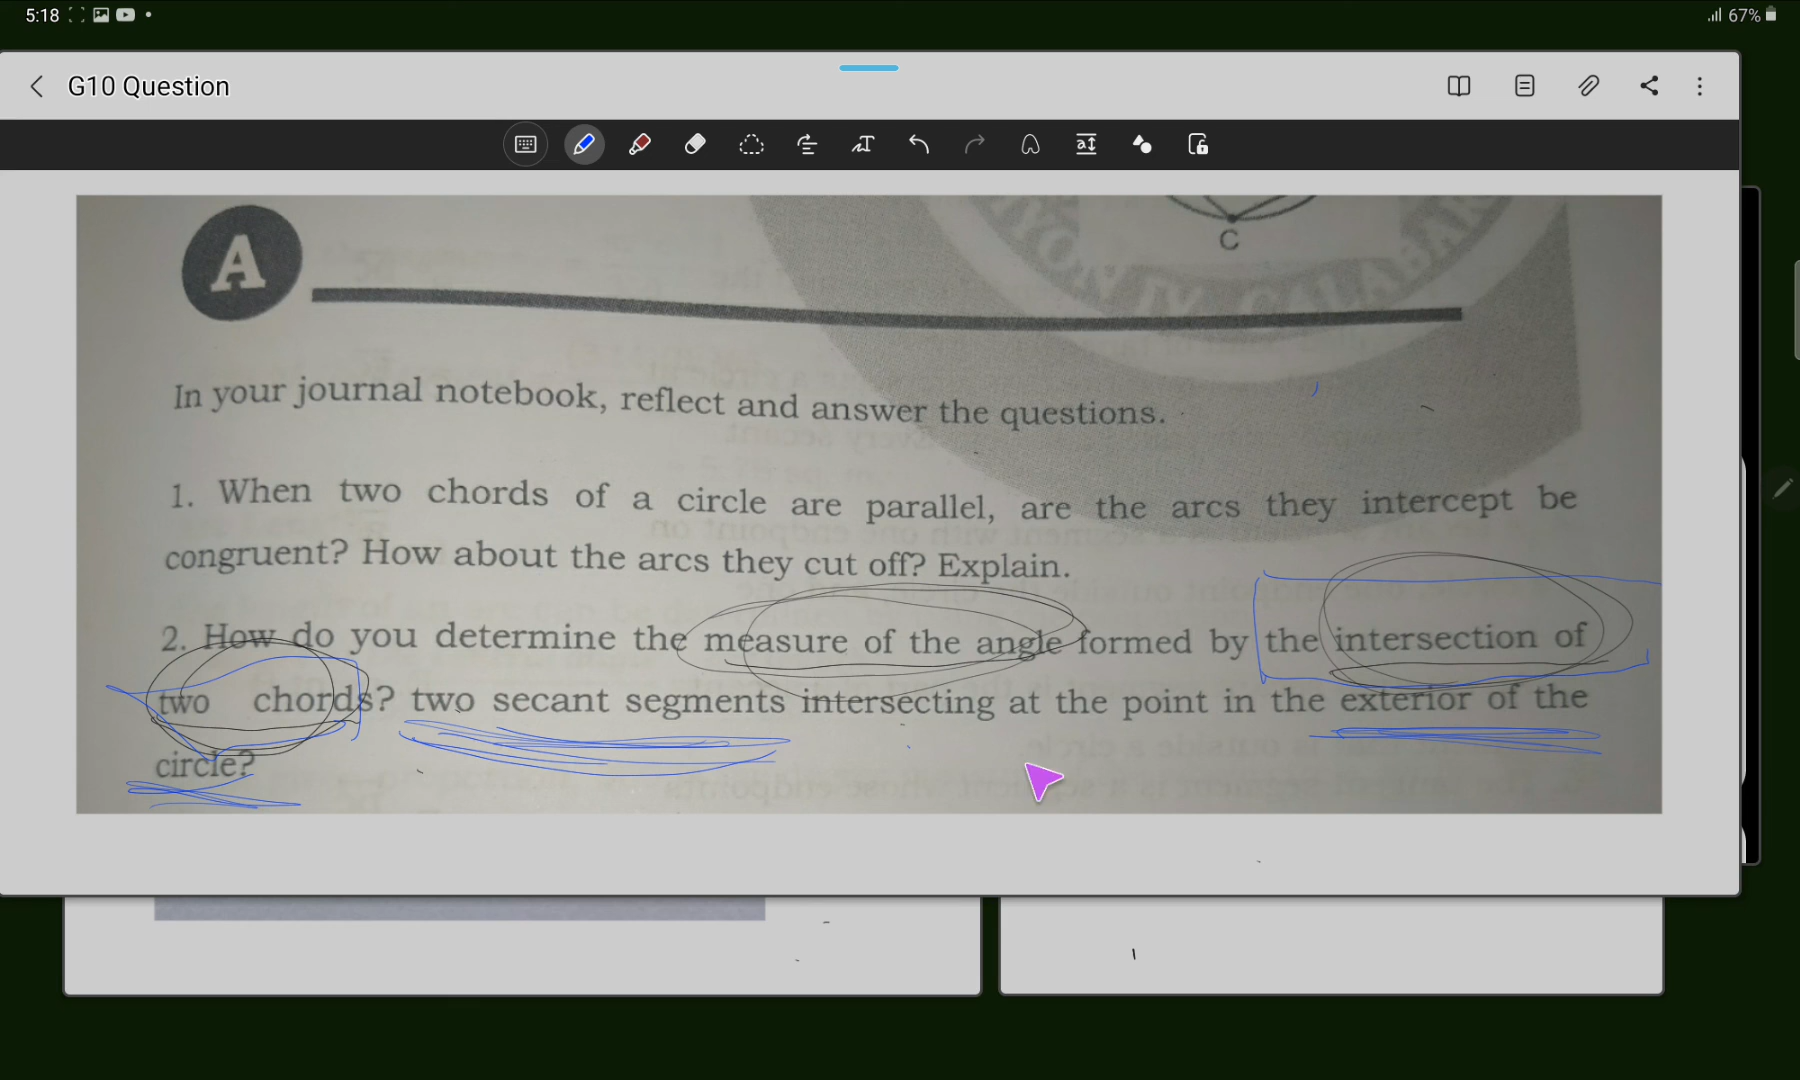 5:18
67%
G10 Question
C
YON IV CALABAR
A
In your journal notebook, reflect and answer the questions.
1. When two chords of a circle are parallel, are the arcs they intercept be
congruent? How about the arcs they cut off? Explain.
2. How do you determine the measure of the angle formed by the intersection of
two chords? two secant segments intersecting at the point in the exterior of the
circle?